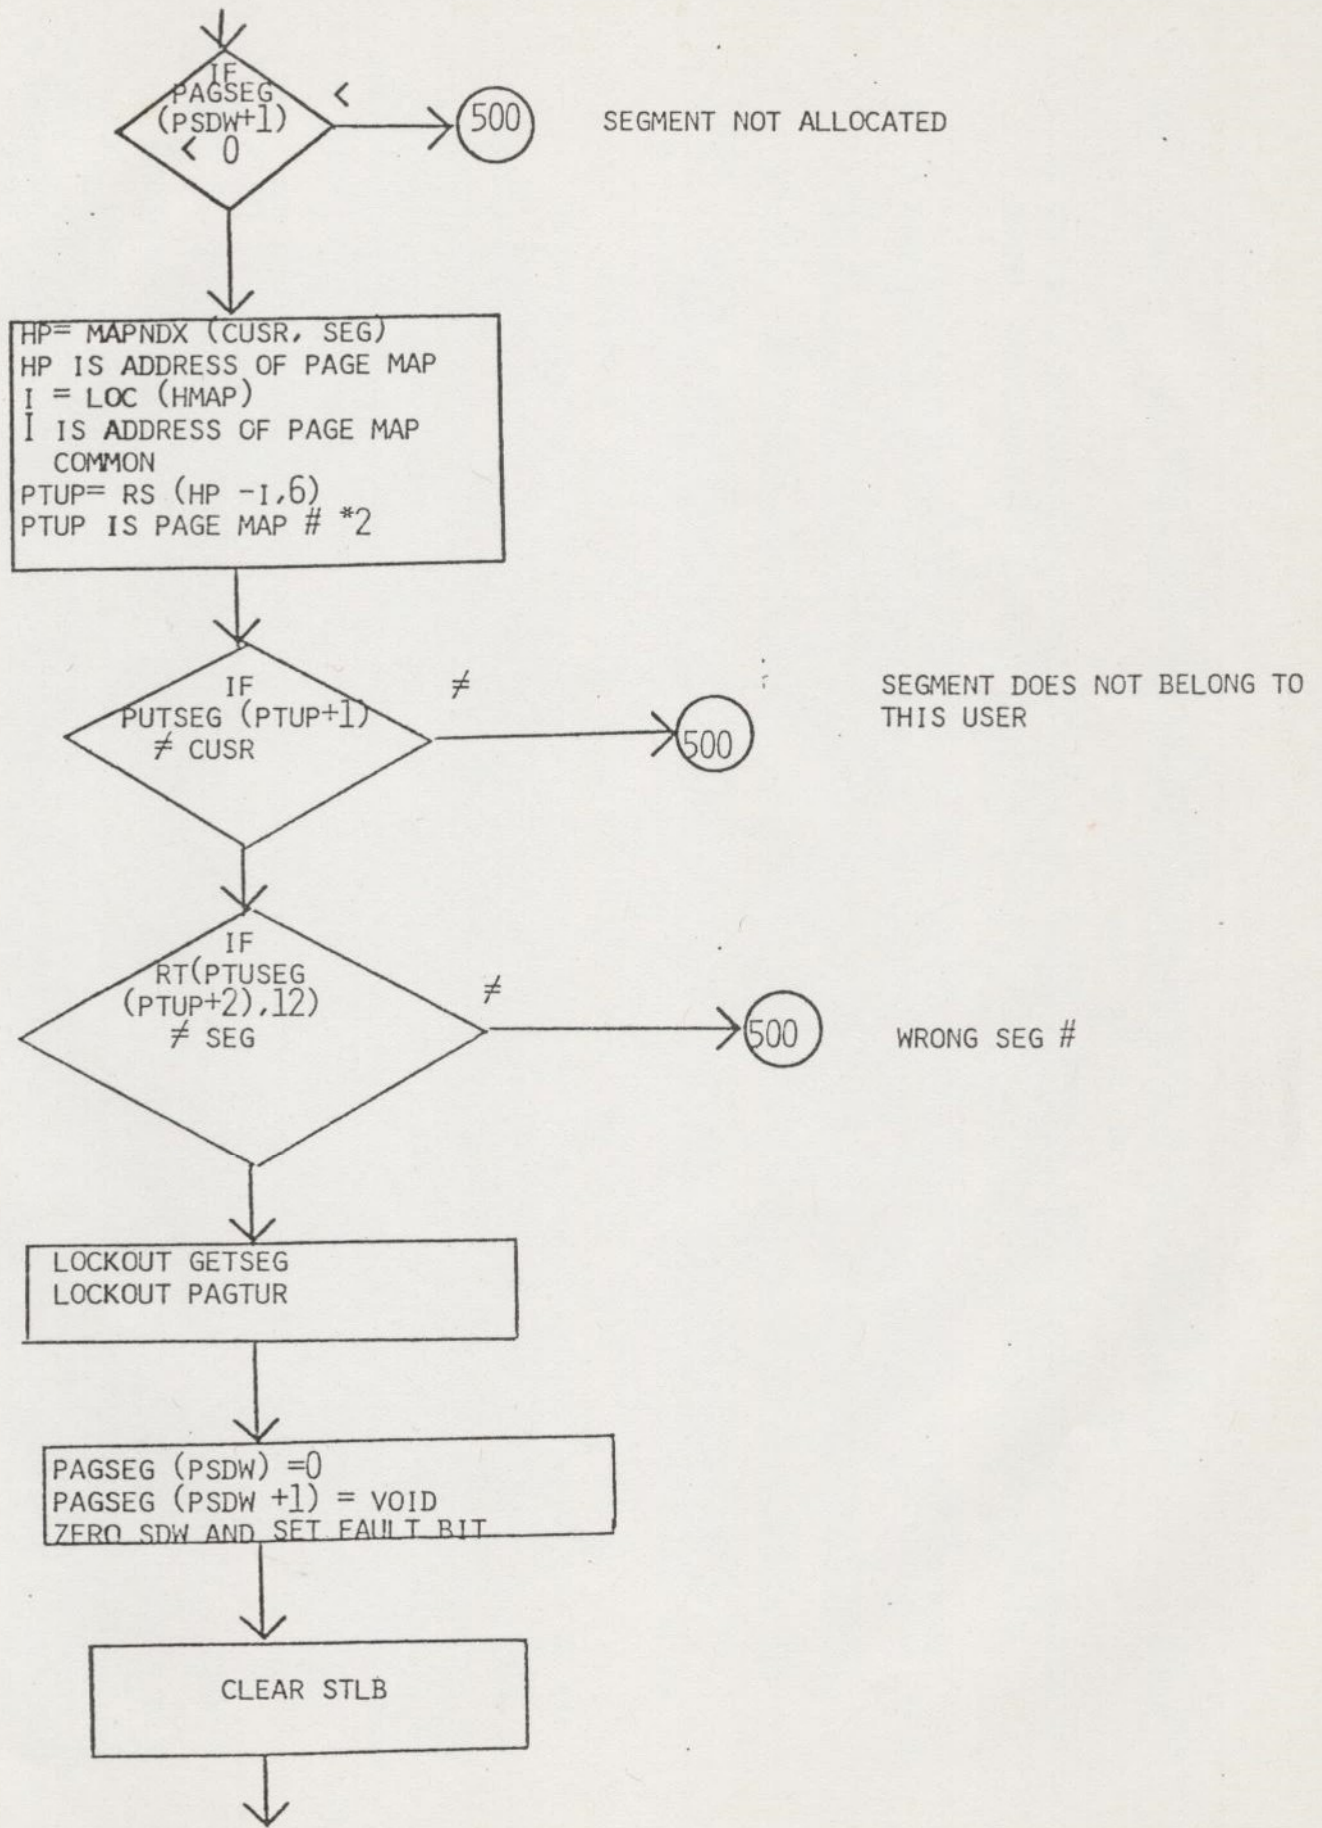 IF
PAGSEG
(PSDW+1)
< 0
<
500
SEGMENT NOT ALLOCATED
HP= MAPNDX (CUSR, SEG)
HP IS ADDRESS OF PAGE MAP
I = LOC (HMAP)
I IS ADDRESS OF PAGE MAP
COMMON
PTUP= RS (HP -I,6)
PTUP IS PAGE MAP # *2
IF
PUTSEG (PTUP+1)
≠ CUSR
≠
500
SEGMENT DOES NOT BELONG TO
THIS USER
IF
RT(PTUSEG
(PTUP+2),12)
≠ SEG
≠
500
WRONG SEG #
LOCKOUT GETSEG
LOCKOUT PAGTUR
PAGSEG (PSDW) =0
PAGSEG (PSDW +1) = VOID
ZERO SDW AND SET FAULT BIT
CLEAR STLB